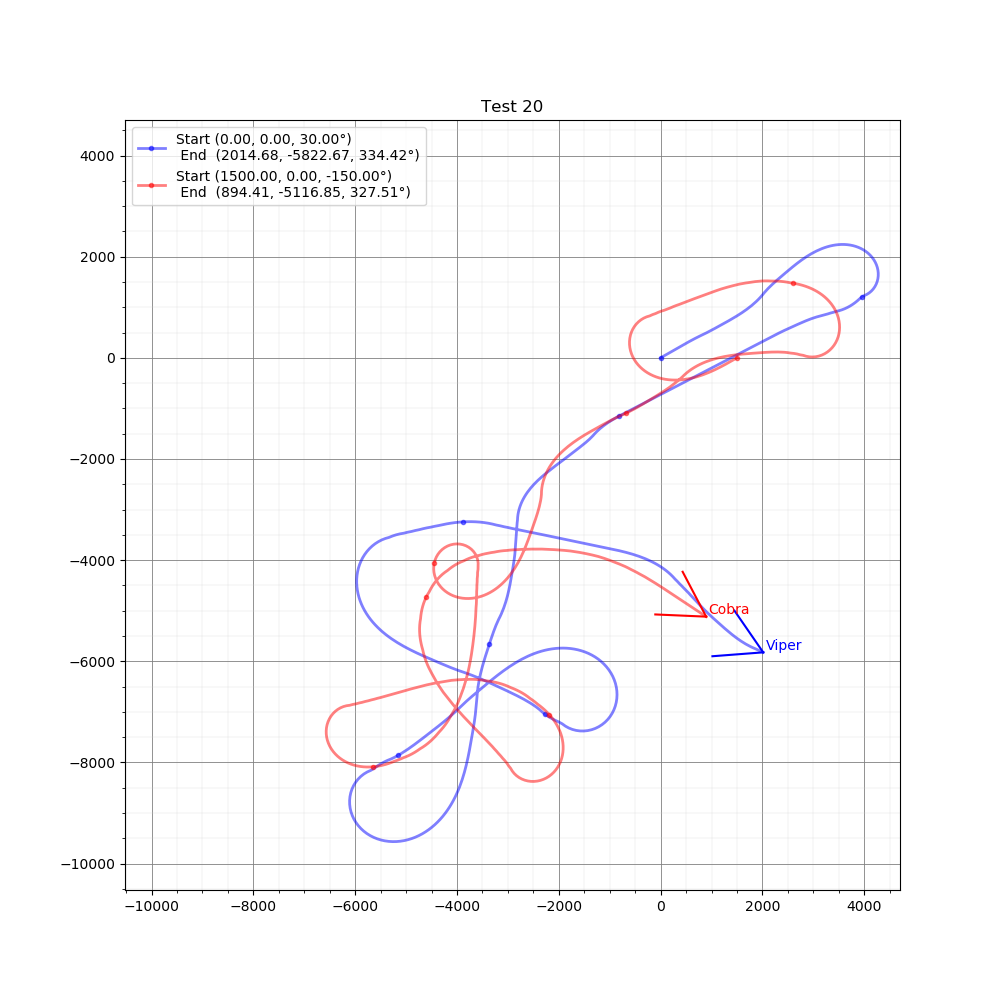 Test 20
Start (0.00, 0.00, 30.00°)
End  (2014.68, -5822.67, 334.42°)
Start (1500.00, 0.00, -150.00°)
End  (894.41, -5116.85, 327.51°)
4000
2000
0
−2000
−4000
−6000
−8000
−10000
Cobra
Viper
−10000 −8000 −6000 −4000 −2000 0 2000 4000